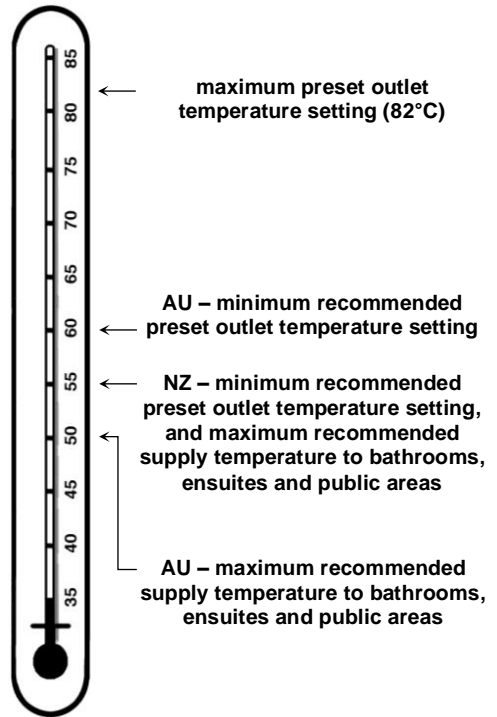 85
80
75
70
65
60
55
50
45
40
35
maximum preset outlet
temperature setting (82°C)
AU – minimum recommended
preset outlet temperature setting
NZ – minimum recommended
preset outlet temperature setting,
and maximum recommended
supply temperature to bathrooms,
ensuites and public areas
AU – maximum recommended
supply temperature to bathrooms,
ensuites and public areas